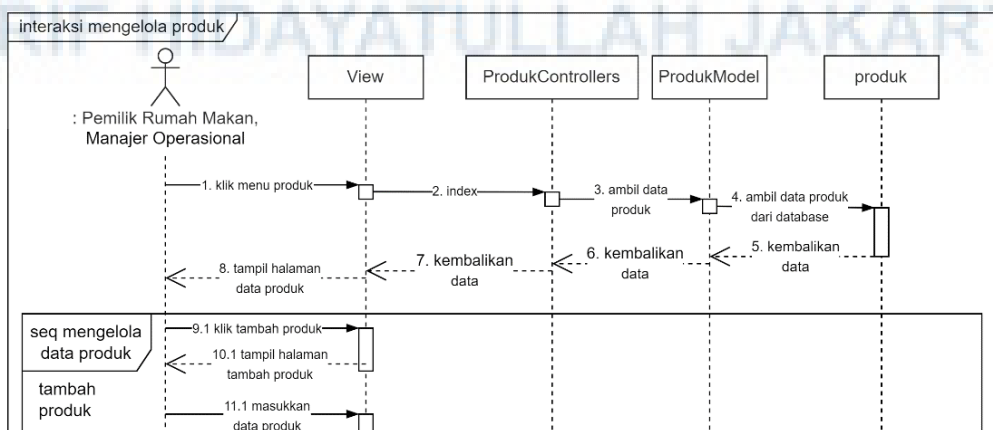 RIF HIDAYATULLAH JAKART
interaksi mengelola produk
View
ProdukControllers
ProdukModel
produk
: Pemilik Rumah Makan,
Manajer Operasional
1. klik menu produk
2. index
3. ambil data
produk
4. ambil data produk
dari database
5. kembalikan
data
6. kembalikan
data
7. kembalikan
data
8. tampil halaman
data produk
seq mengelola
data produk
9.1 klik tambah produk
10.1 tampil halaman
tambah produk
tambah
produk
11.1 masukkan
data produk